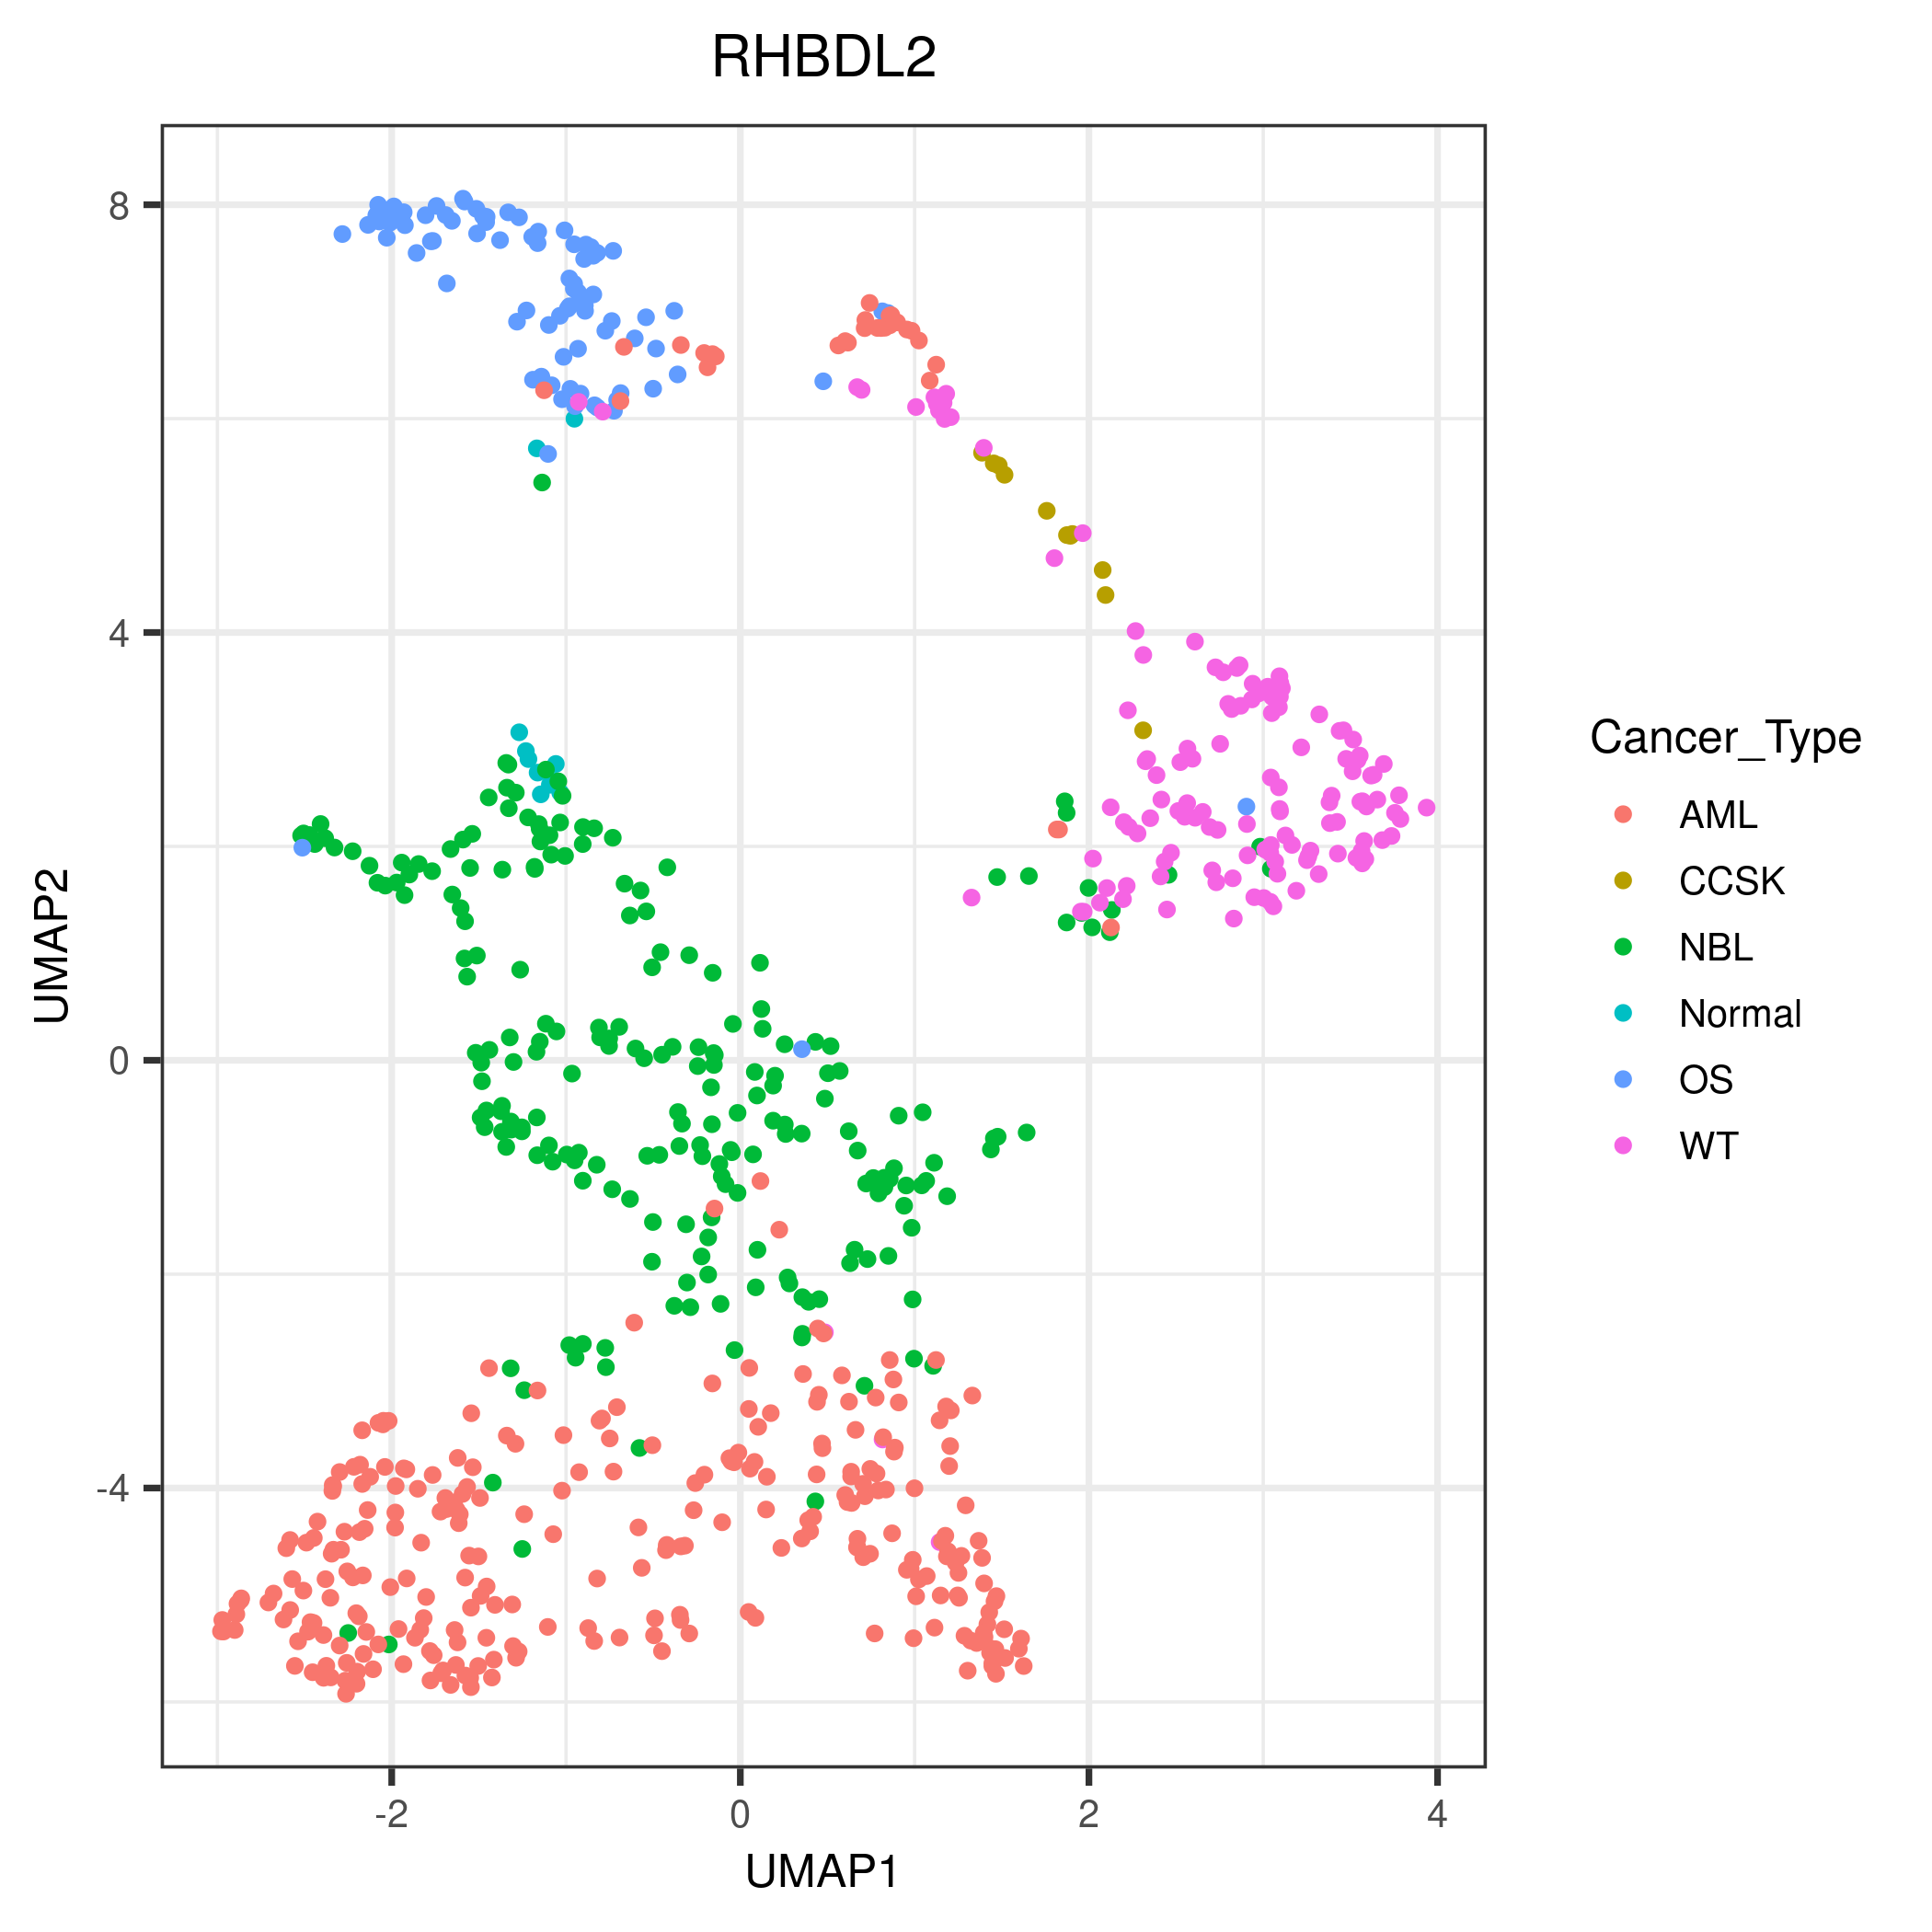 RHBDL2
8
4
0
-4
UMAP2
-2
0
2
4
UMAP1
Cancer_Type
AML
CCSK
NBL
Normal
OS
WT